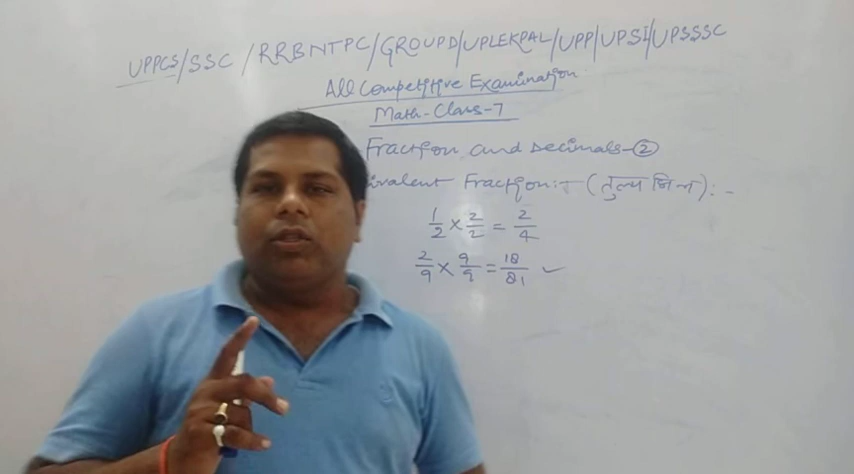 UPPCS/SSC/RRBNTPC/GROUPD/UPLEKPAL/UPP/UPSI/UPSSSC
All Competitive Examination
Math-Class-7
Fraction and Decimals-②
ivalent Fraction:- (तुल्य भिन्न):-
1/2 × 2/2 = 2/4
2/9 × 9/9 = 18/81 ✓